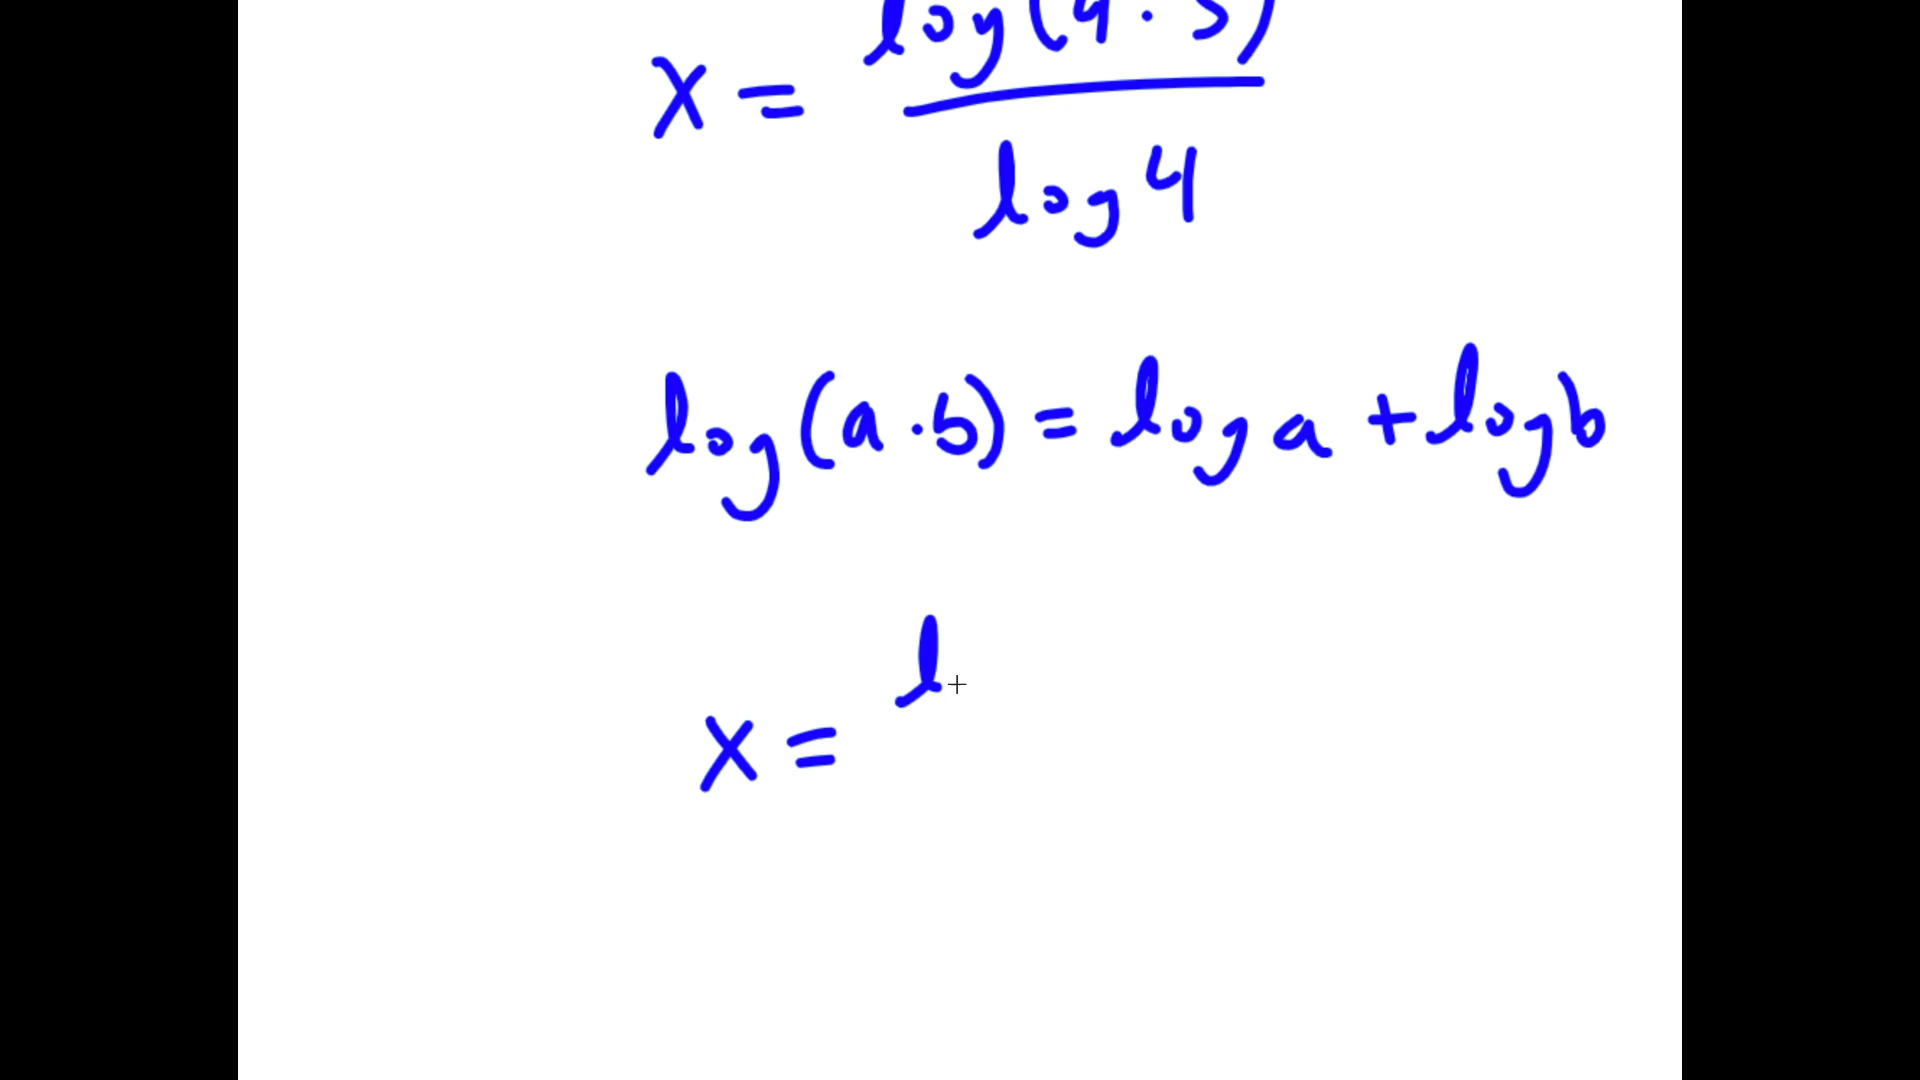 x = log(4 · 5) / log 4
log(a · b) = log a + log b
x = l